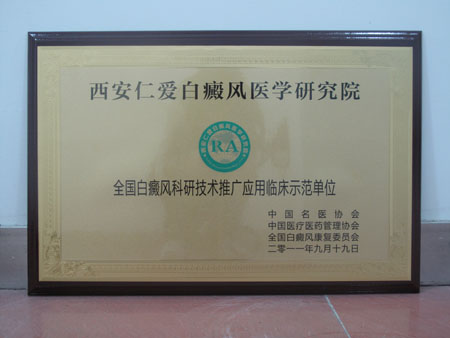 西安仁爱白癜风医学研究院
RA
全国白癜风科研技术推广应用临床示范单位
中国名医协会
中国医疗医药管理协会
全国白癜风康复委员会
二零一一年九月十九日